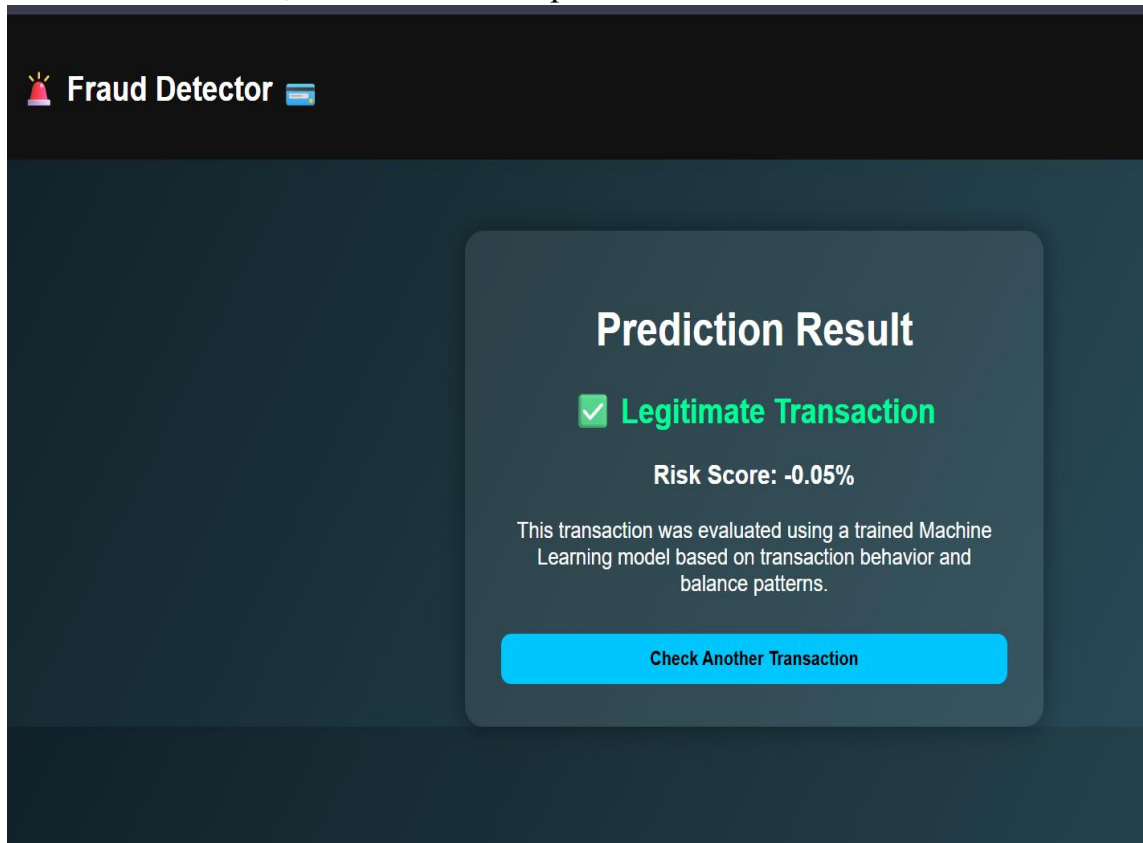 🚨 Fraud Detector 💳
Prediction Result
✅ Legitimate Transaction
Risk Score: -0.05%
This transaction was evaluated using a trained Machine
Learning model based on transaction behavior and
balance patterns.
Check Another Transaction